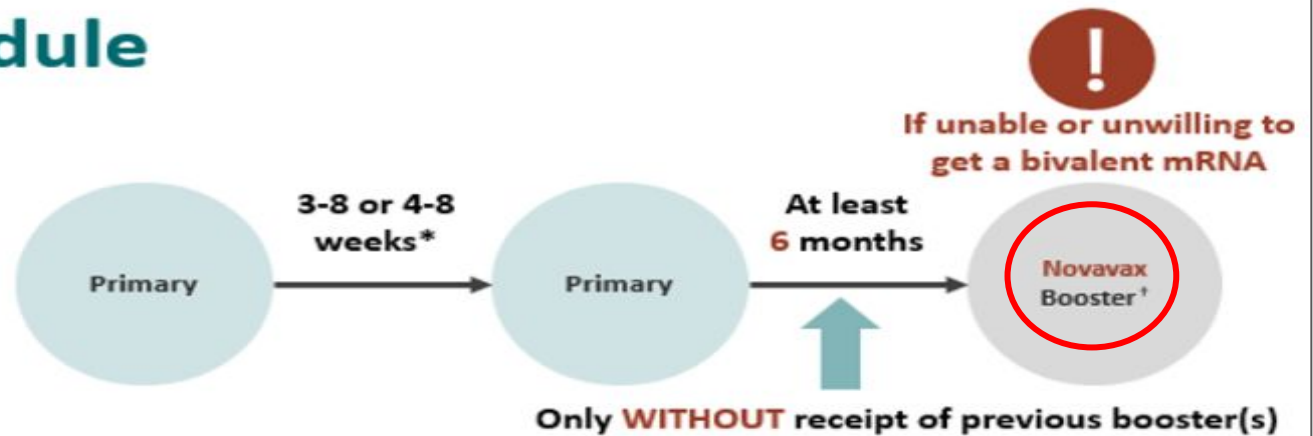 dule
!
If unable or unwilling to
get a bivalent mRNA
3-8 or 4-8
weeks*
At least
6 months
Primary
Primary
Novavax
Booster†
Only WITHOUT receipt of previous booster(s)